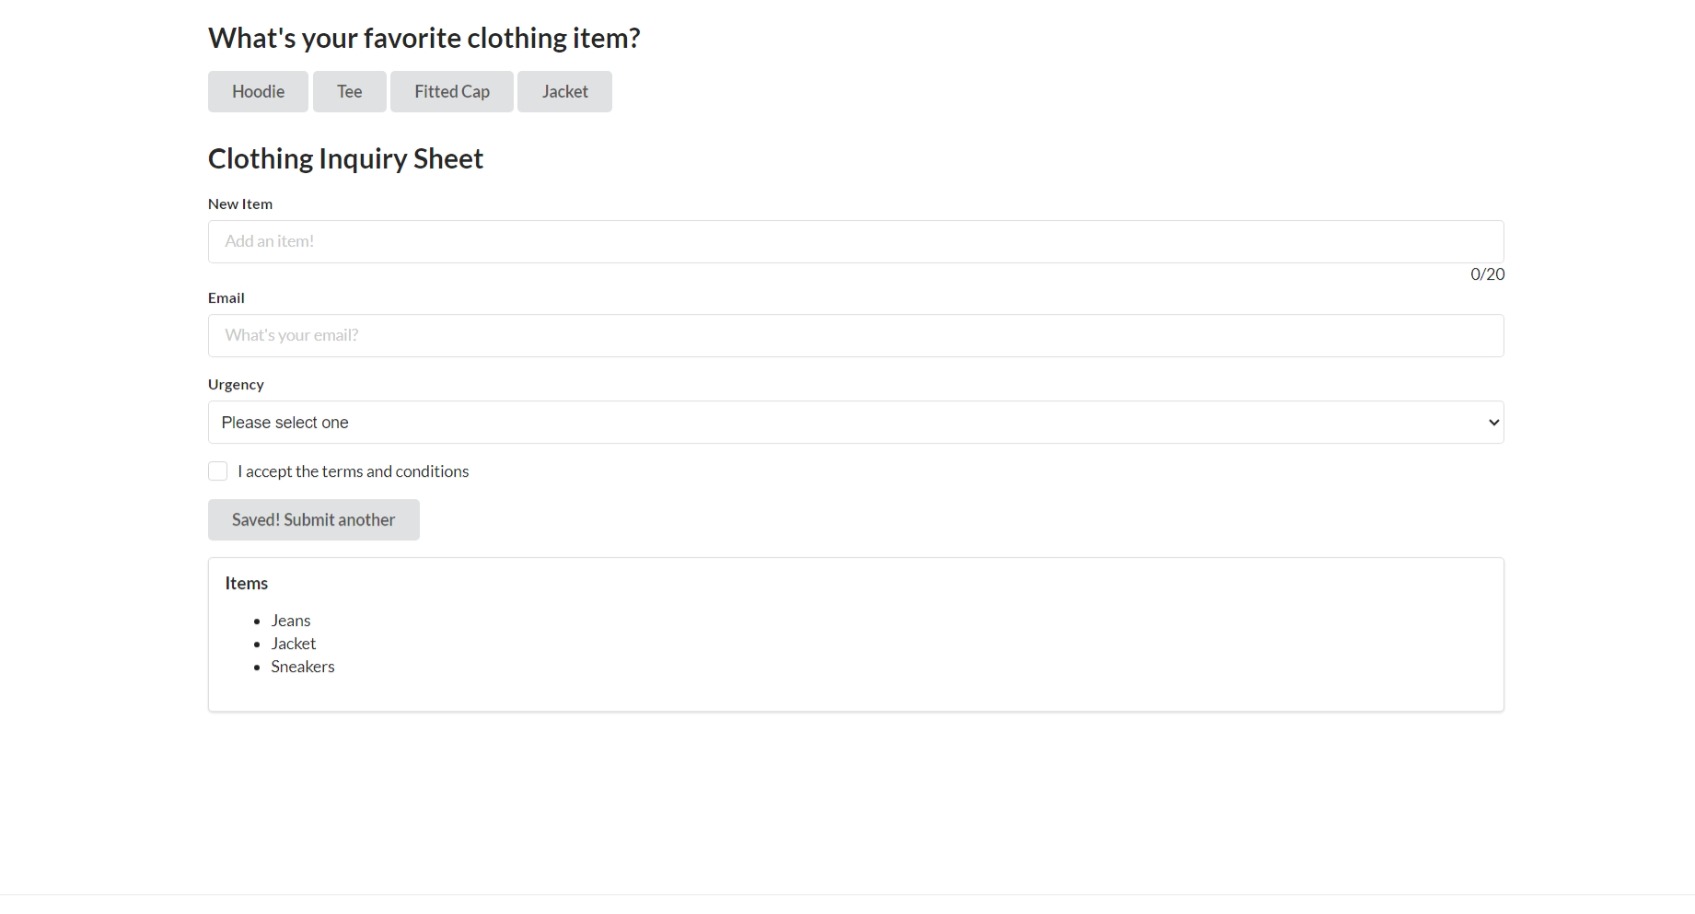 What's your favorite clothing item?
Hoodie Tee Fitted Cap Jacket
Clothing Inquiry Sheet
New Item
Add an item!
0/20
Email
What's your email?
Urgency
Please select one
I accept the terms and conditions
Saved! Submit another
Items
Jeans
Jacket
Sneakers